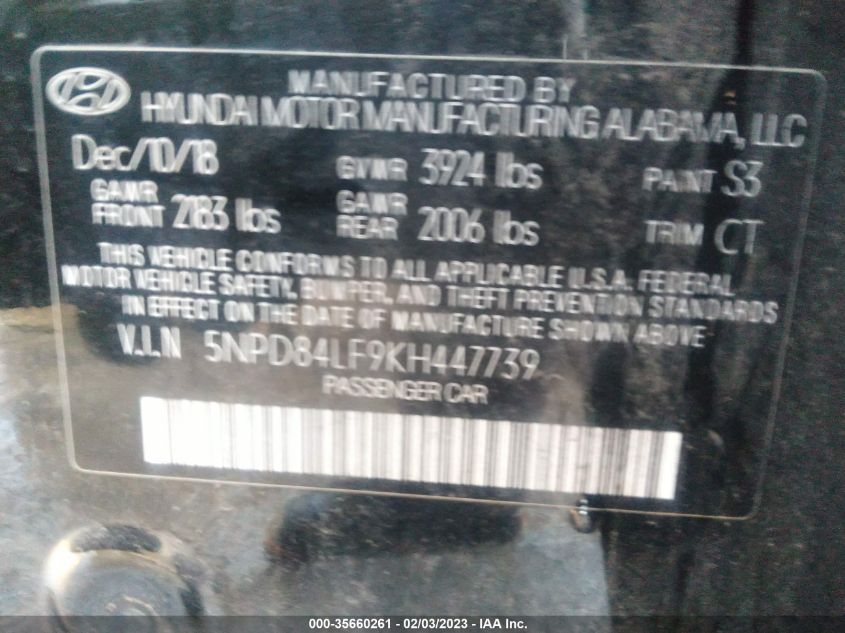 MANUFACTURED BY
HYUNDAI MOTOR MANUFACTURING ALABAMA, LLC
Dec/10/18 GVWR 3924 lbs PAINT S3
GAWR FRONT 2183 lbs GAWR REAR 2006 lbs TRIM CT
THIS VEHICLE CONFORMS TO ALL APPLICABLE U.S.A. FEDERAL
MOTOR VEHICLE SAFETY, BUMPER, AND THEFT PREVENTION STANDARDS
IN EFFECT ON THE DATE OF MANUFACTURE SHOWN ABOVE
V.I.N 5NPD84LF9KH447739
PASSENGER CAR
000-35660261 - 02/03/2023 - IAA Inc.